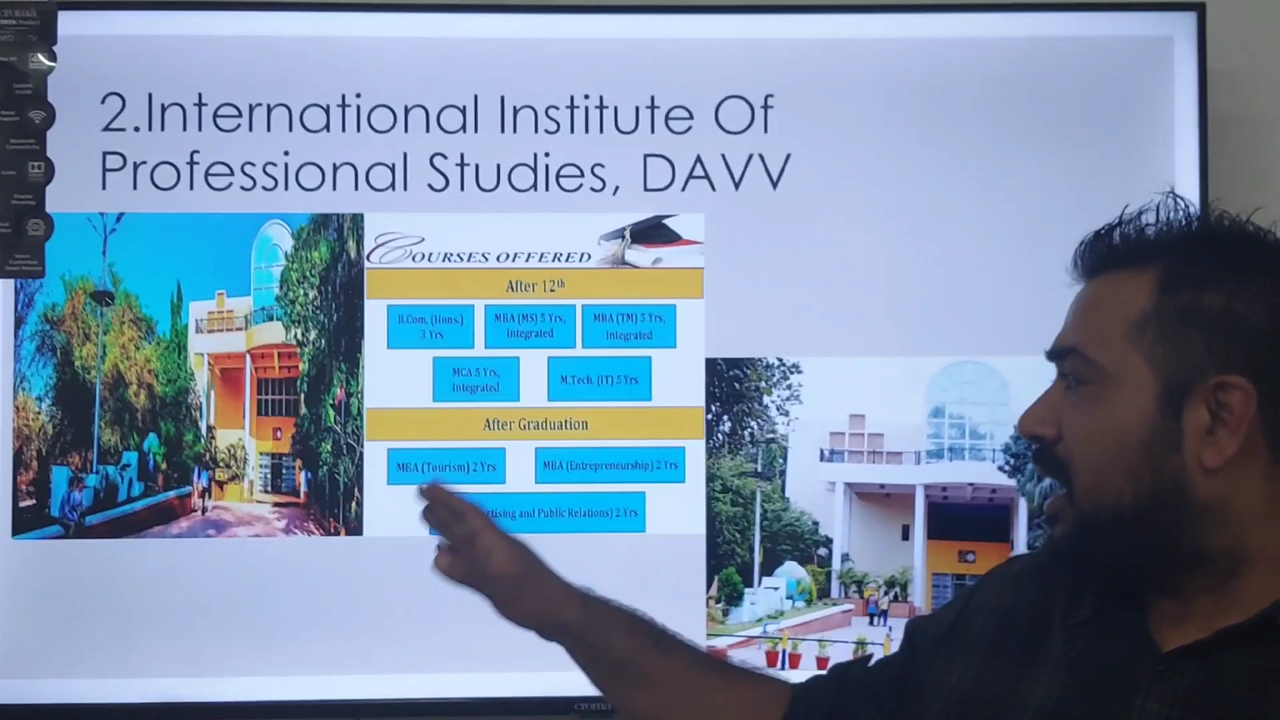 2.International Institute Of
Professional Studies, DAVV
COURSES OFFERED
After 12th
B.Com. (Hons.)
3 Yrs
MBA (MS) 5 Yrs,
Integrated
MBA (TM) 5 Yrs,
Integrated
MCA 5 Yrs,
Integrated
M.Tech. (IT) 5 Yrs
After Graduation
MBA (Tourism) 2 Yrs
MBA (Entrepreneurship) 2 Yrs
and Public Relations) 2 Yrs
croma